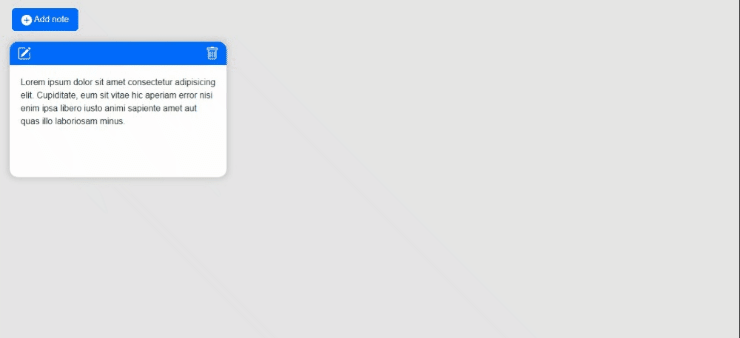 Add note
Lorem ipsum dolor sit amet consectetur adipisicing
elit. Cupiditate, eum sit vitae hic aperiam error nisi
enim ipsa libero iusto animi sapiente amet aut
quas illo laboriosam minus.